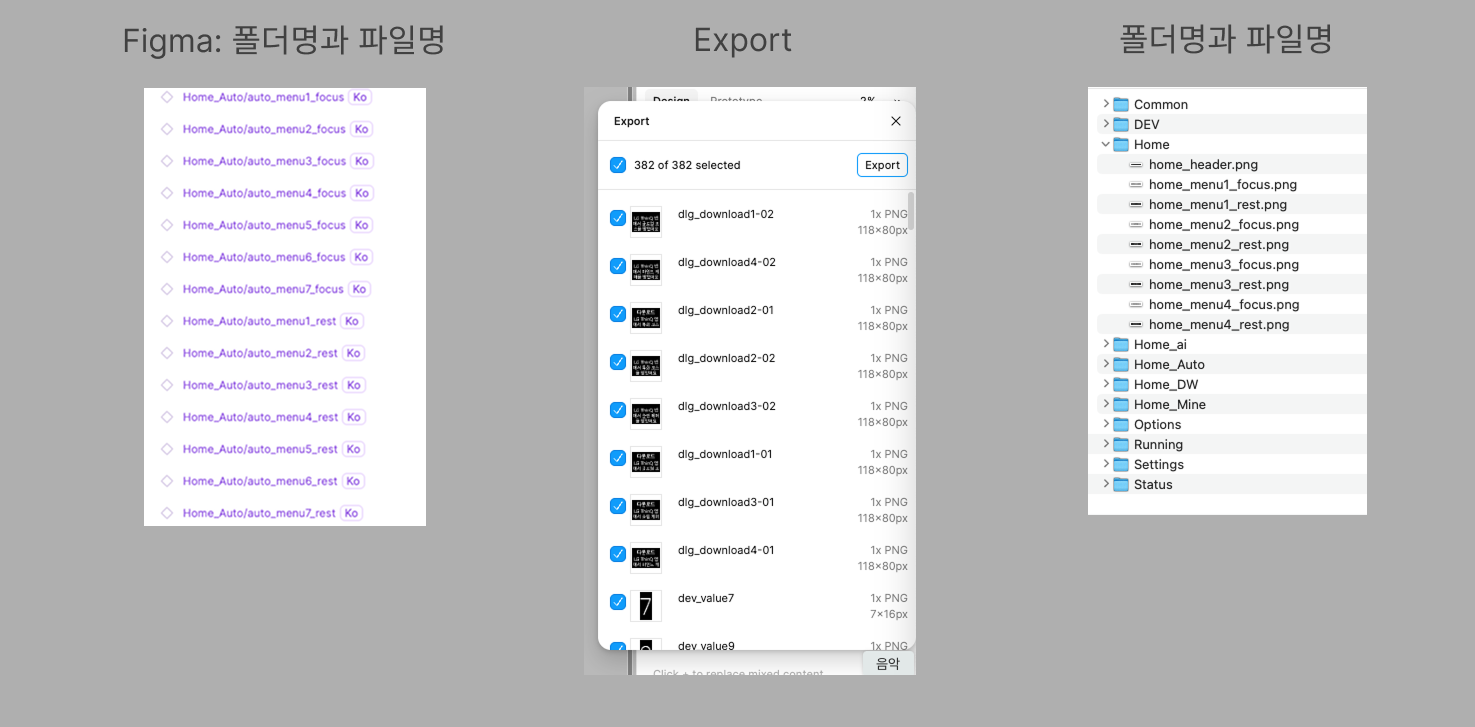 Figma: 폴더명과 파일명
Home_Auto/auto_menu1_focus Ko
Home_Auto/auto_menu2_focus Ko
Home_Auto/auto_menu3_focus Ko
Home_Auto/auto_menu4_focus Ko
Home_Auto/auto_menu5_focus Ko
Home_Auto/auto_menu6_focus Ko
Home_Auto/auto_menu7_focus Ko
Home_Auto/auto_menu1_rest Ko
Home_Auto/auto_menu2_rest Ko
Home_Auto/auto_menu3_rest Ko
Home_Auto/auto_menu4_rest Ko
Home_Auto/auto_menu5_rest Ko
Home_Auto/auto_menu6_rest Ko
Home_Auto/auto_menu7_rest Ko
Export
Design Prototype 2%
Export
382 of 382 selected Export
dlg_download1-02 1x PNG
118×80px
dlg_download4-02 1x PNG
118×80px
dlg_download2-01 1x PNG
118×80px
dlg_download2-02 1x PNG
118×80px
dlg_download3-02 1x PNG
118×80px
dlg_download1-01 1x PNG
118×80px
dlg_download3-01 1x PNG
118×80px
dlg_download4-01 1x PNG
118×80px
dev_value7 1x PNG
7
7×16px
dev_value9 1x PNG
Click + to replace mixed content
음악
폴더명과 파일명
Common
DEV
Home
home_header.png
home_menu1_focus.png
home_menu1_rest.png
home_menu2_focus.png
home_menu2_rest.png
home_menu3_focus.png
home_menu3_rest.png
home_menu4_focus.png
home_menu4_rest.png
Home_ai
Home_Auto
Home_DW
Home_Mine
Options
Running
Settings
Status